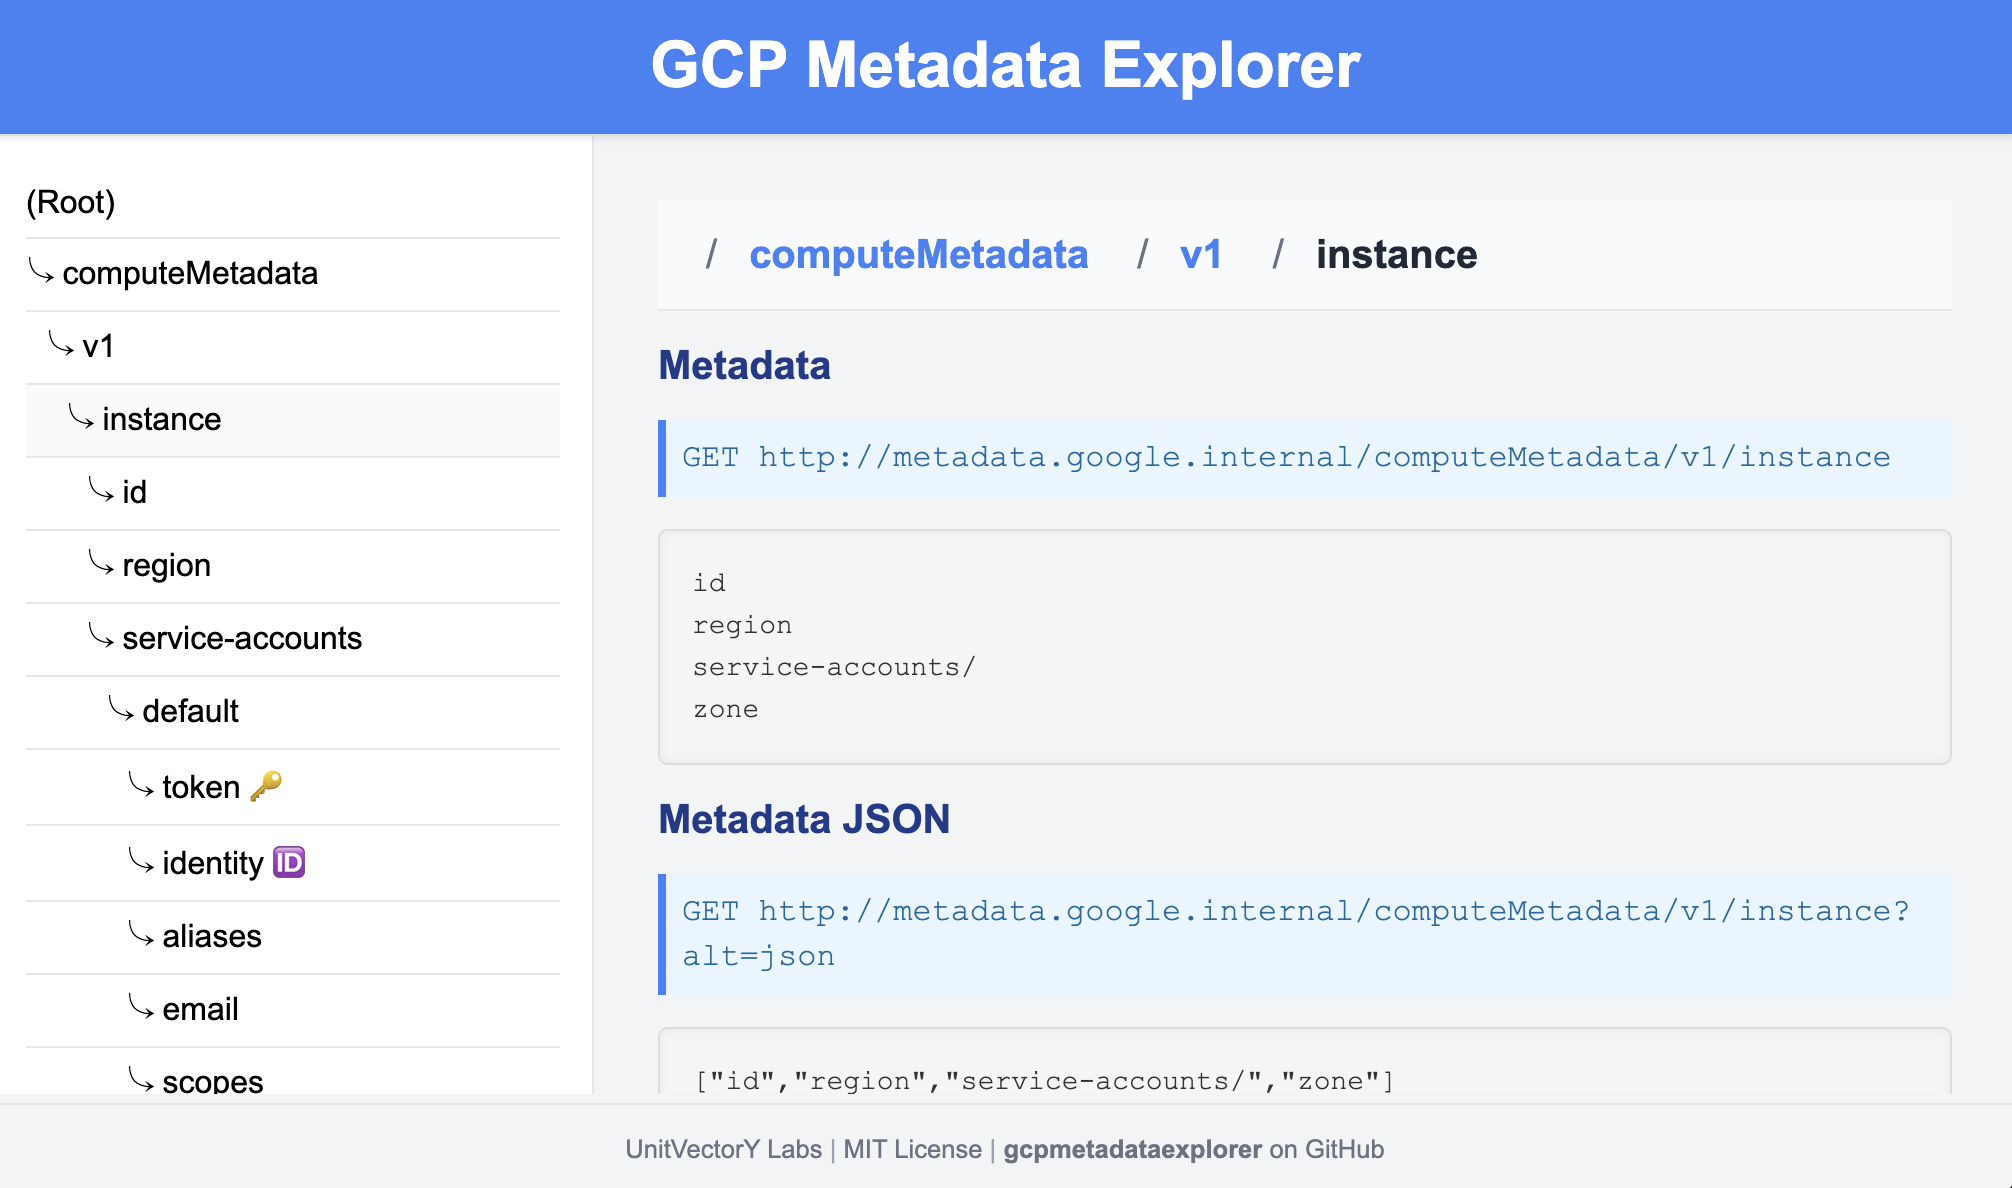 GCP Metadata Explorer
(Root)
computeMetadata
v1
instance
id
region
service-accounts
default
token
identity 🆔
aliases
email
scopes
/ computeMetadata / v1 / instance
Metadata
GET http://metadata.google.internal/computeMetadata/v1/instance
id
region
service-accounts/
zone
Metadata JSON
GET http://metadata.google.internal/computeMetadata/v1/instance?
alt=json
["id","region","service-accounts/","zone"]
UnitVectorY Labs | MIT License | gcpmetadataexplorer on GitHub